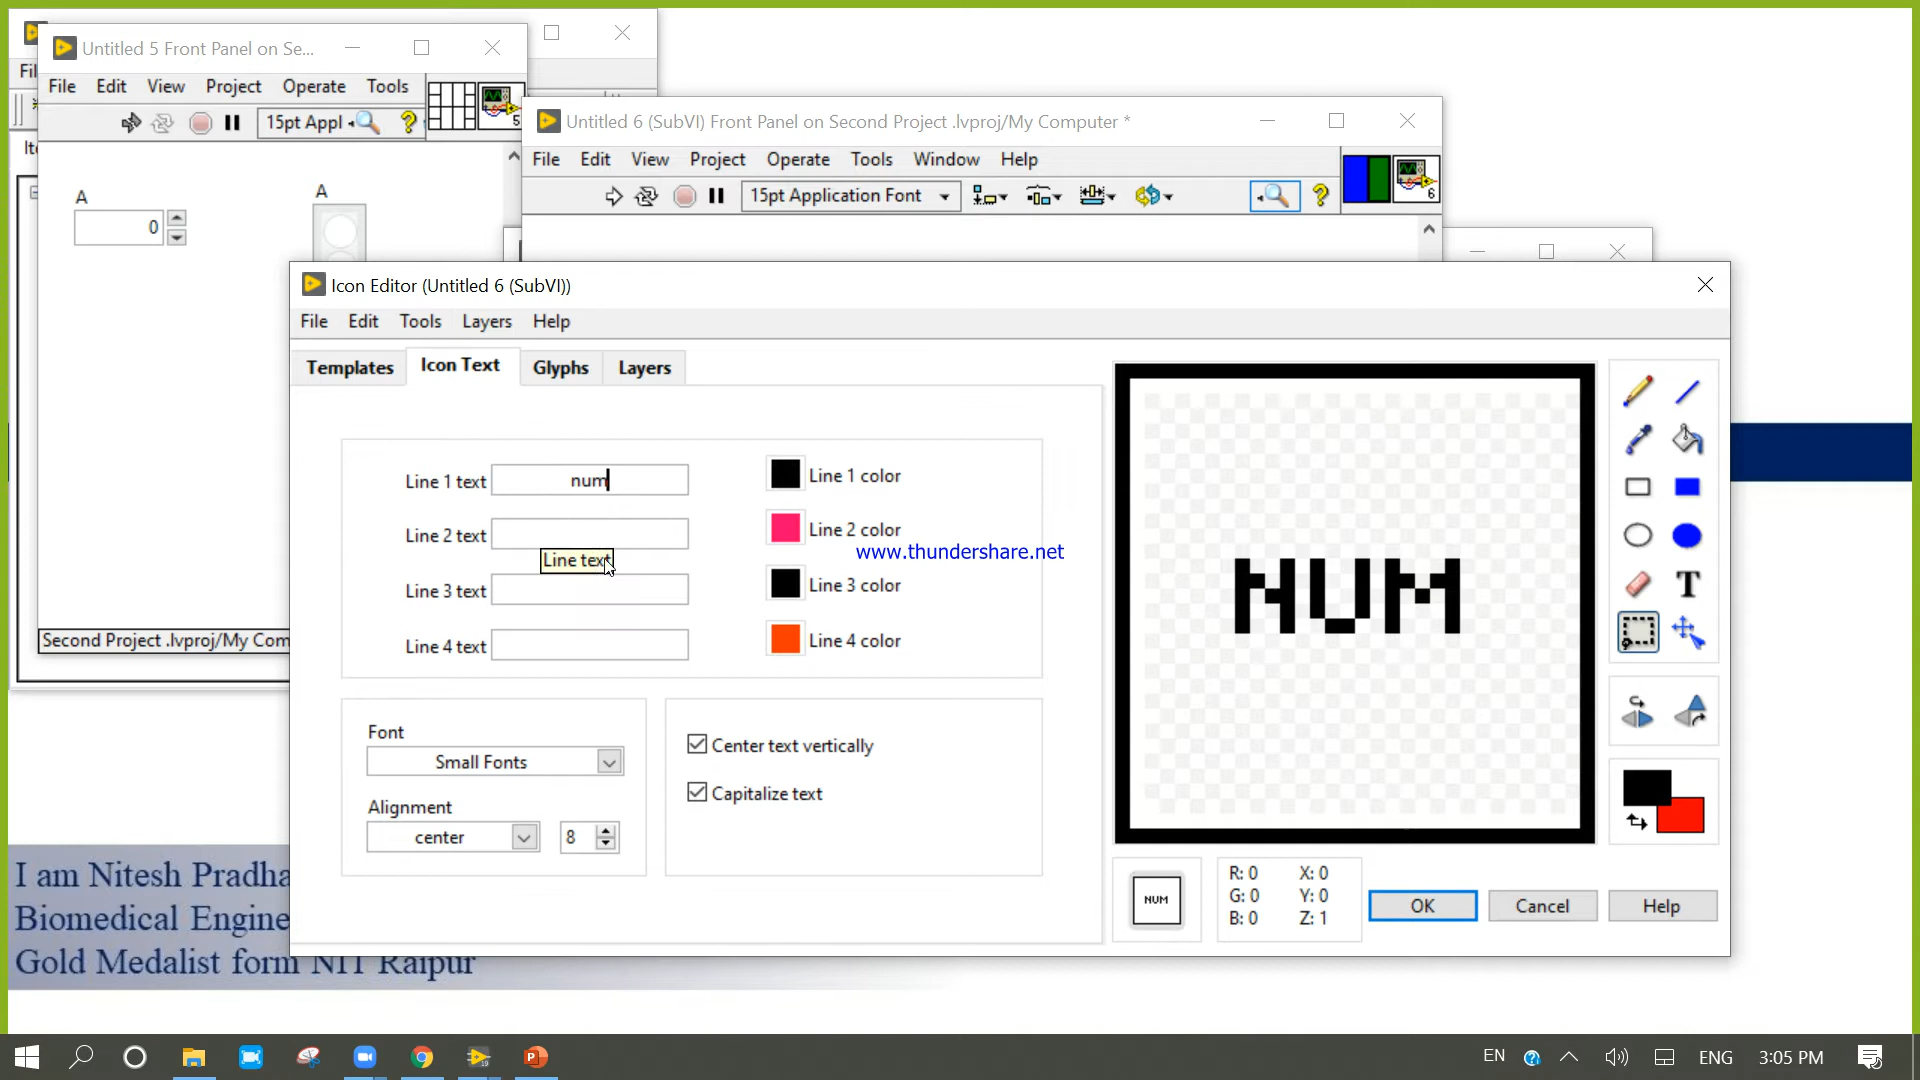 Untitled 5 Front Panel on Se...
File Edit View Project Operate Tools
15pt Appl
5
A
0
A
Second Project .lvproj/My Com
Untitled 6 (SubVI) Front Panel on Second Project .lvproj/My Computer *
File Edit View Project Operate Tools Window Help
15pt Application Font
6
Icon Editor (Untitled 6 (SubVI))
File Edit Tools Layers Help
Templates Icon Text Glyphs Layers
Line 1 text num
Line 1 color
Line 2 text
Line 2 color
www.thundershare.net
Line text
Line 3 text
Line 3 color
Line 4 text
Line 4 color
Font
Small Fonts
Alignment
center 8
Center text vertically
Capitalize text
NUM
T
NUM
R: 0 X: 0
G: 0 Y: 0
B: 0 Z: 1
OK Cancel Help
I am Nitesh Pradha
Biomedical Engine
Gold Medalist form NIT Raipur
EN ENG 3:05 PM